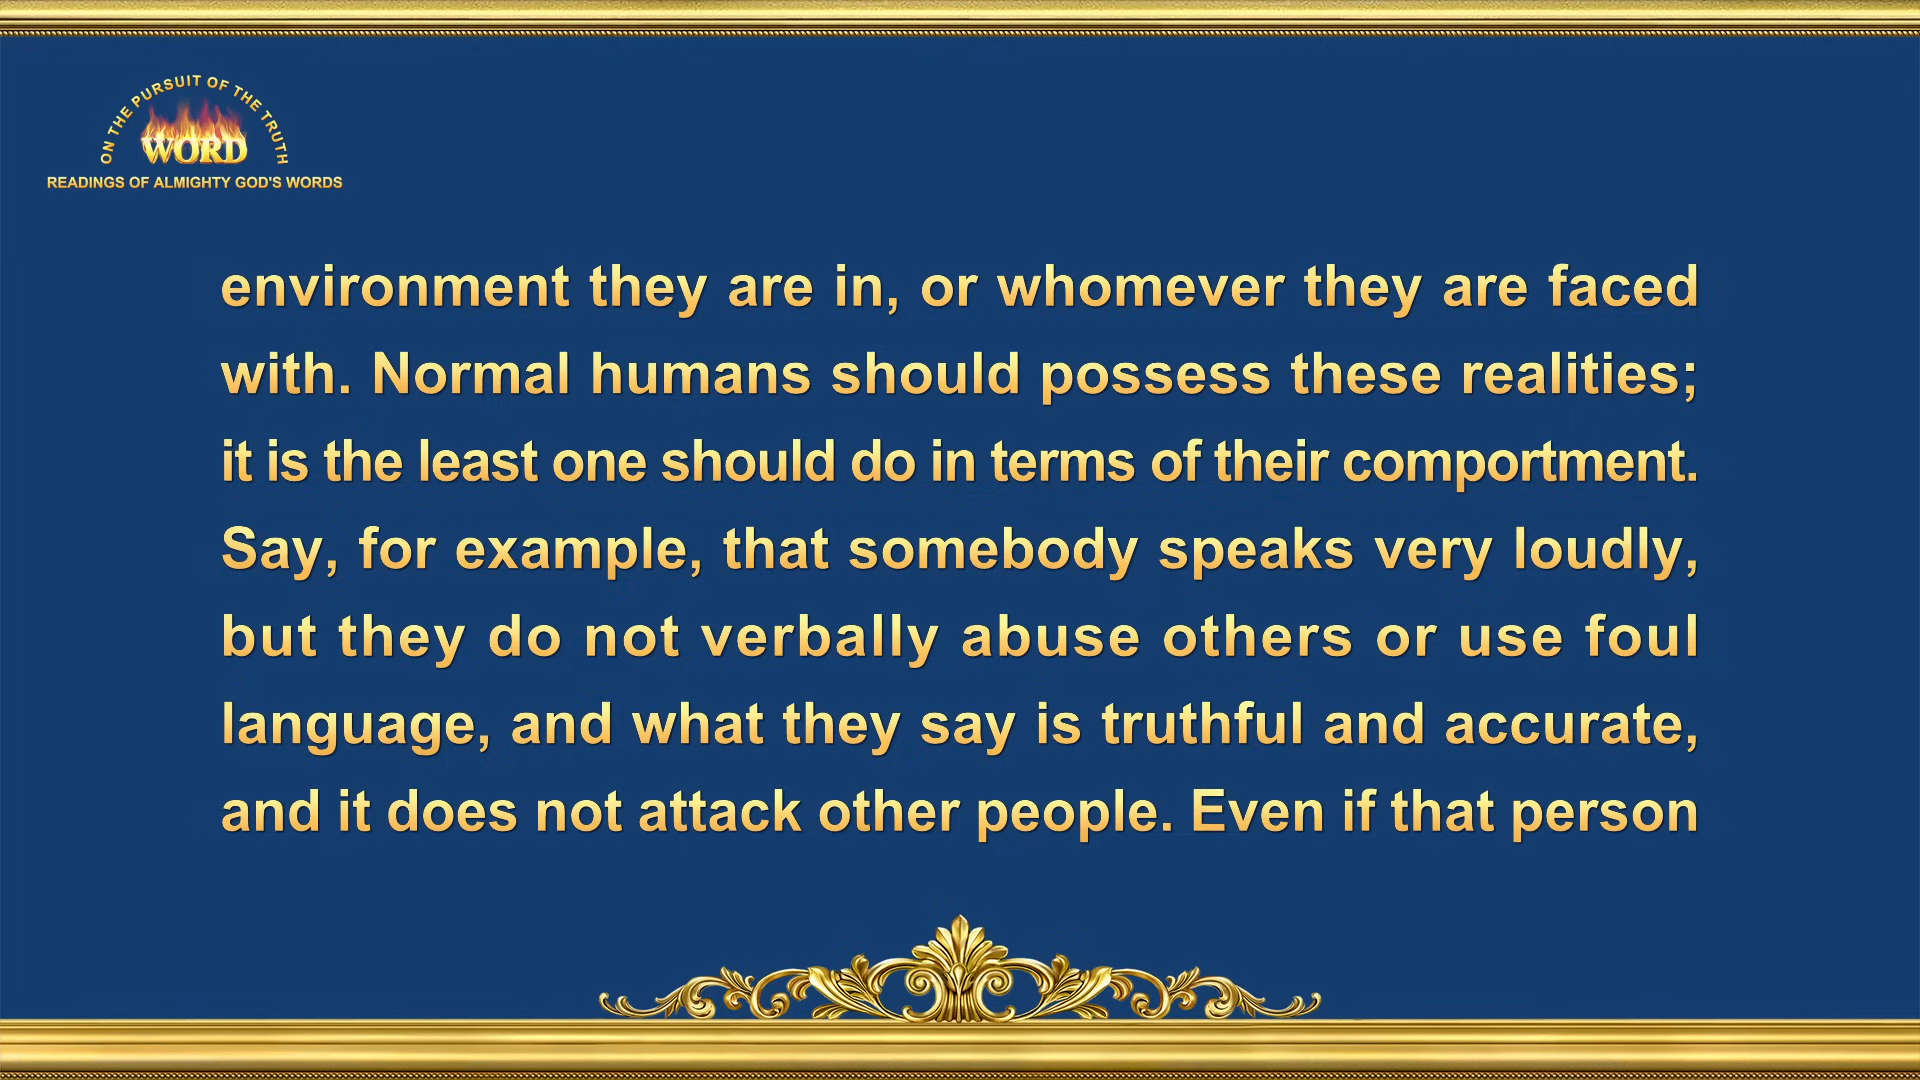 ON THE PURSUIT OF THE TRUTH
WORD
READINGS OF ALMIGHTY GOD'S WORDS
environment they are in, or whomever they are faced
with. Normal humans should possess these realities;
it is the least one should do in terms of their comportment.
Say, for example, that somebody speaks very loudly,
but they do not verbally abuse others or use foul
language, and what they say is truthful and accurate,
and it does not attack other people. Even if that person